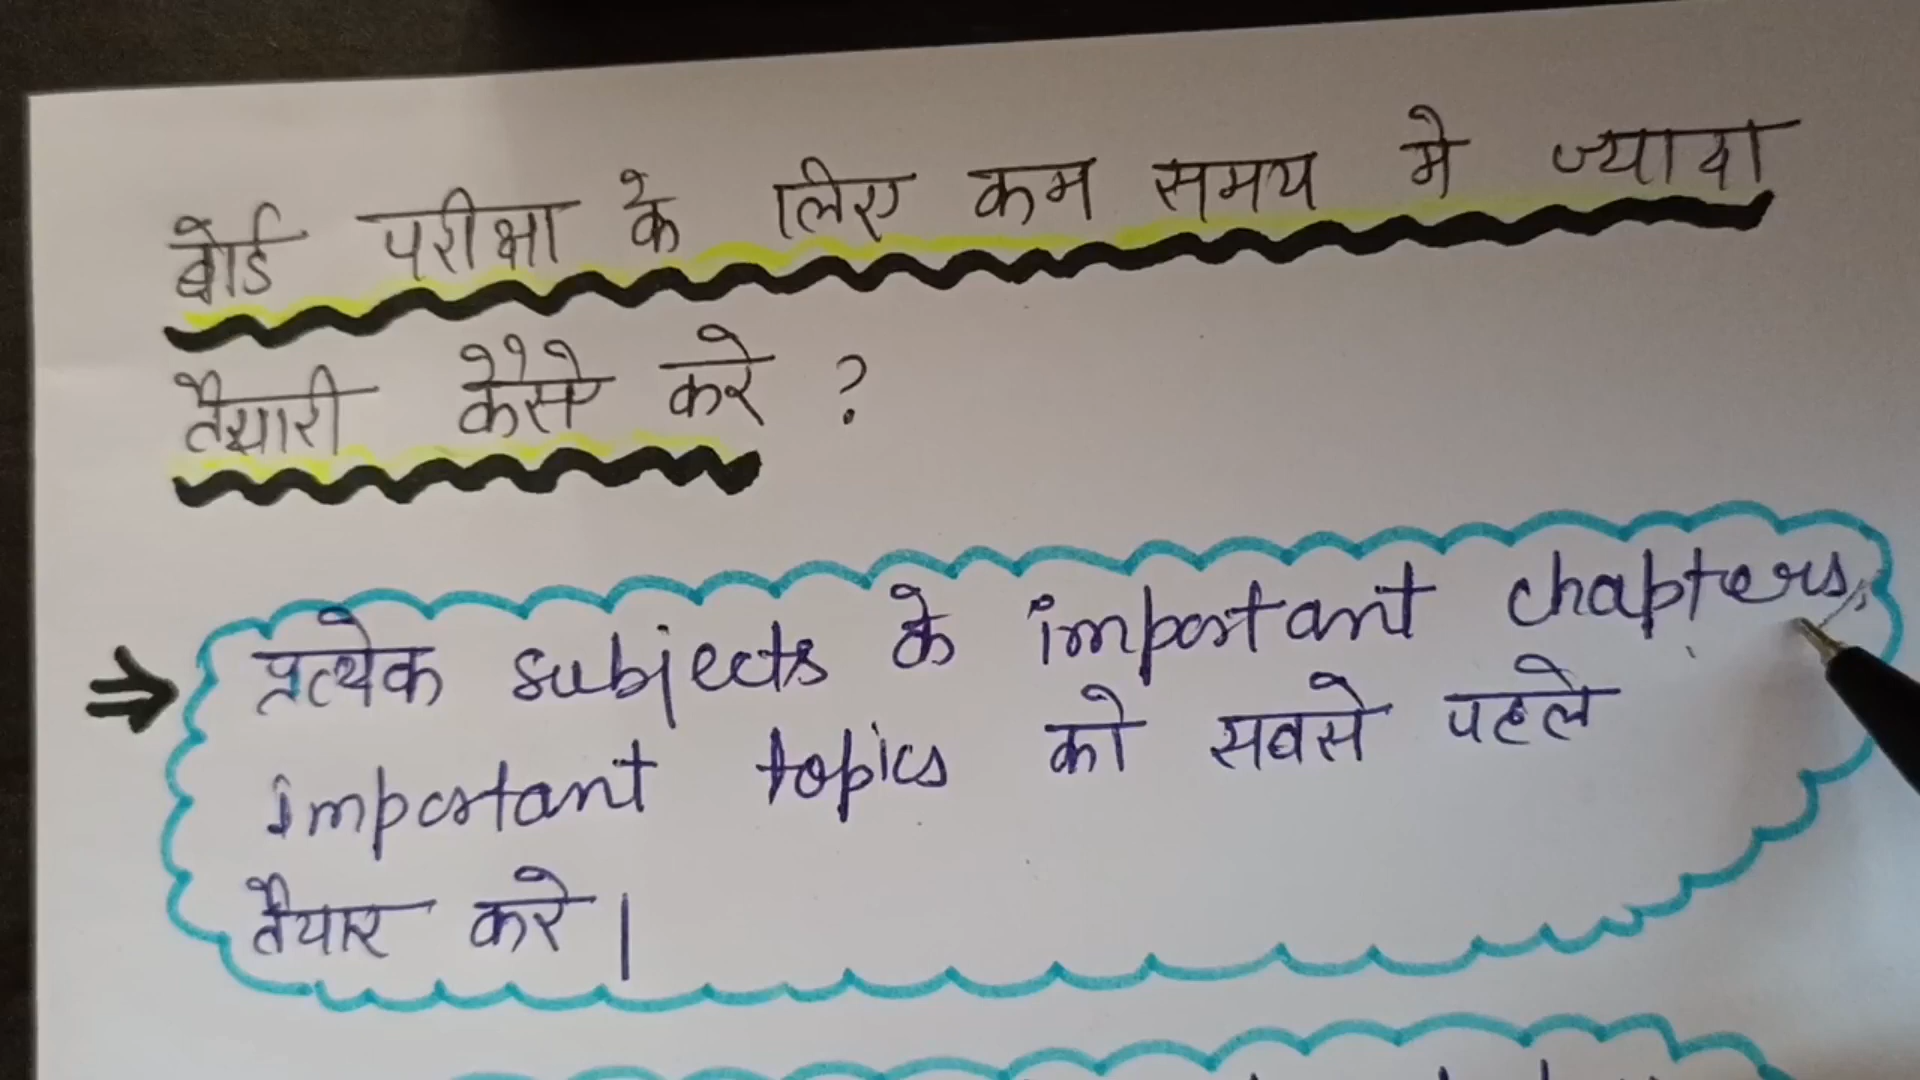 बोर्ड परीक्षा के लिए कम समय मे ज्यादा
तैयारी कैसे करे ?
प्रत्येक subjects के important chapters,
important topics को सबसे पहले
तैयार करे |